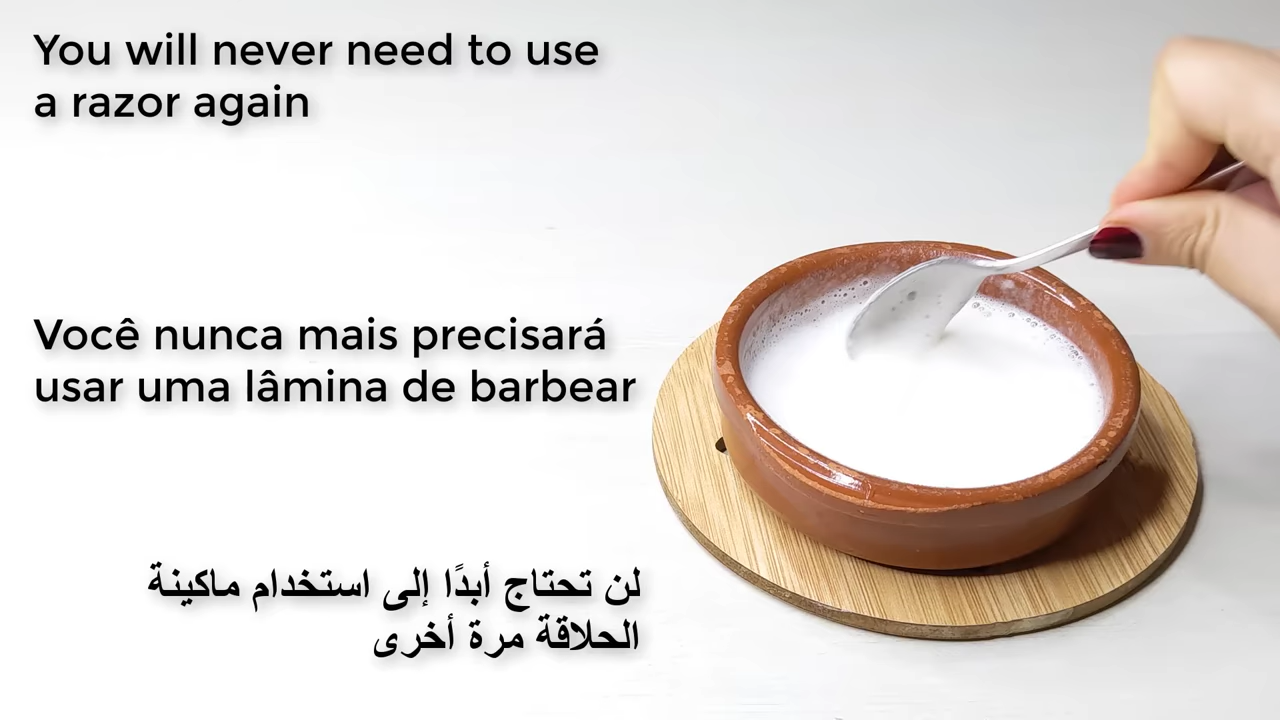 You will never need to use
a razor again
Você nunca mais precisará
usar uma lâmina de barbear
لن تحتاج أبدًا إلى استخدام ماكينة
الحلاقة مرة أخرى